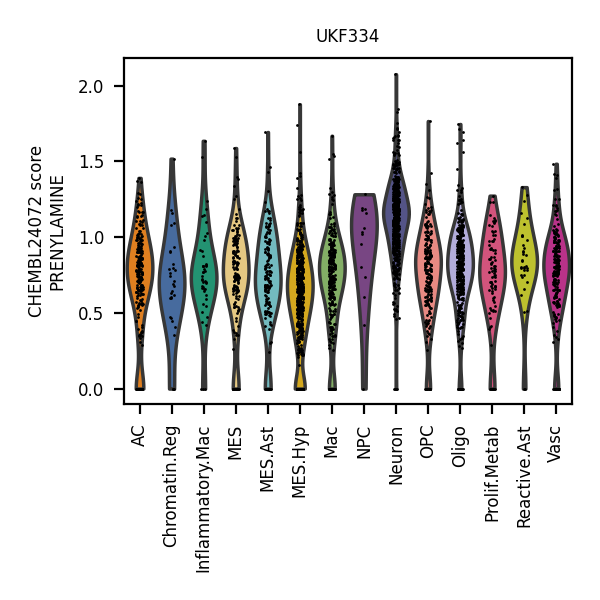 UKF334
CHEMBL24072 score
PRENYLAMINE
2.0
1.5
1.0
0.5
0.0
AC
Chromatin.Reg
Inflammatory.Mac
MES
MES.Ast
MES.Hyp
Mac
NPC
Neuron
OPC
Oligo
Prolif.Metab
Reactive.Ast
Vasc